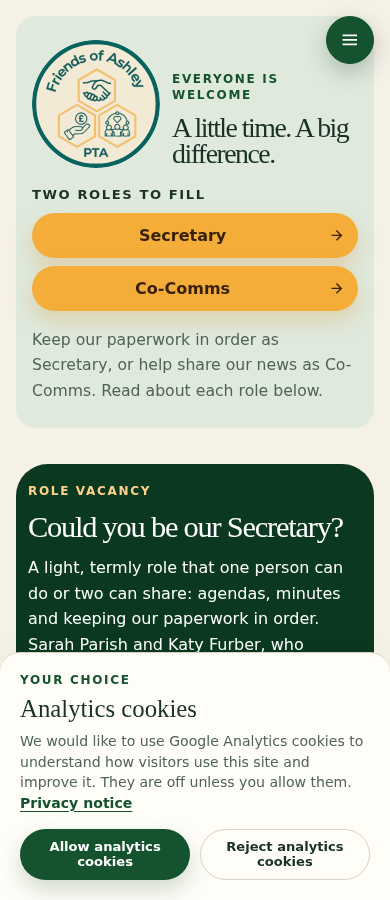 Friends of Ashley
£
PTA
EVERYONE IS
WELCOME
A little time. A big
difference.
TWO ROLES TO FILL
Secretary →
Co-Comms →
Keep our paperwork in order as
Secretary, or help share our news as Co-
Comms. Read about each role below.
ROLE VACANCY
Could you be our Secretary?
A light, termly role that one person can
do or two can share: agendas, minutes
and keeping our paperwork in order.
Sarah Parish and Katy Furber, who
YOUR CHOICE
Analytics cookies
We would like to use Google Analytics cookies to
understand how visitors use this site and
improve it. They are off unless you allow them.
Privacy notice
Allow analytics
cookies
Reject analytics
cookies